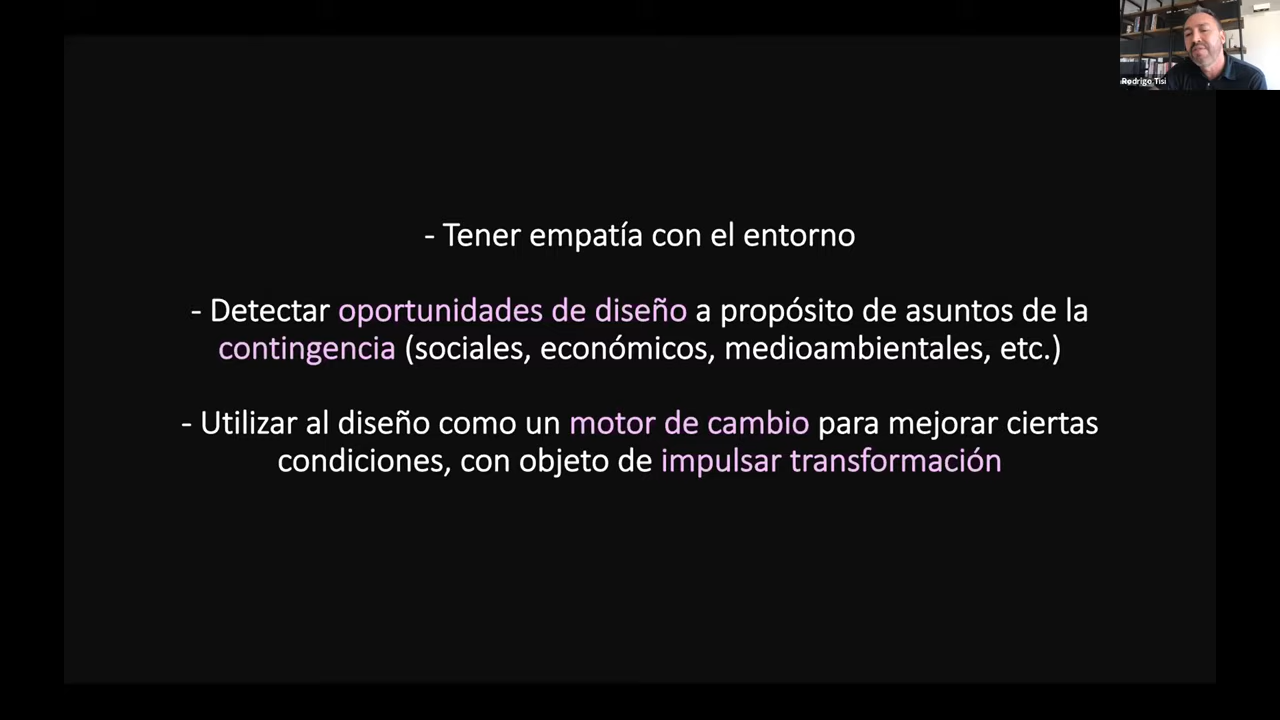 Rodrigo Tisi
- Tener empatía con el entorno
- Detectar oportunidades de diseño a propósito de asuntos de la
contingencia (sociales, económicos, medioambientales, etc.)
- Utilizar al diseño como un motor de cambio para mejorar ciertas
condiciones, con objeto de impulsar transformación